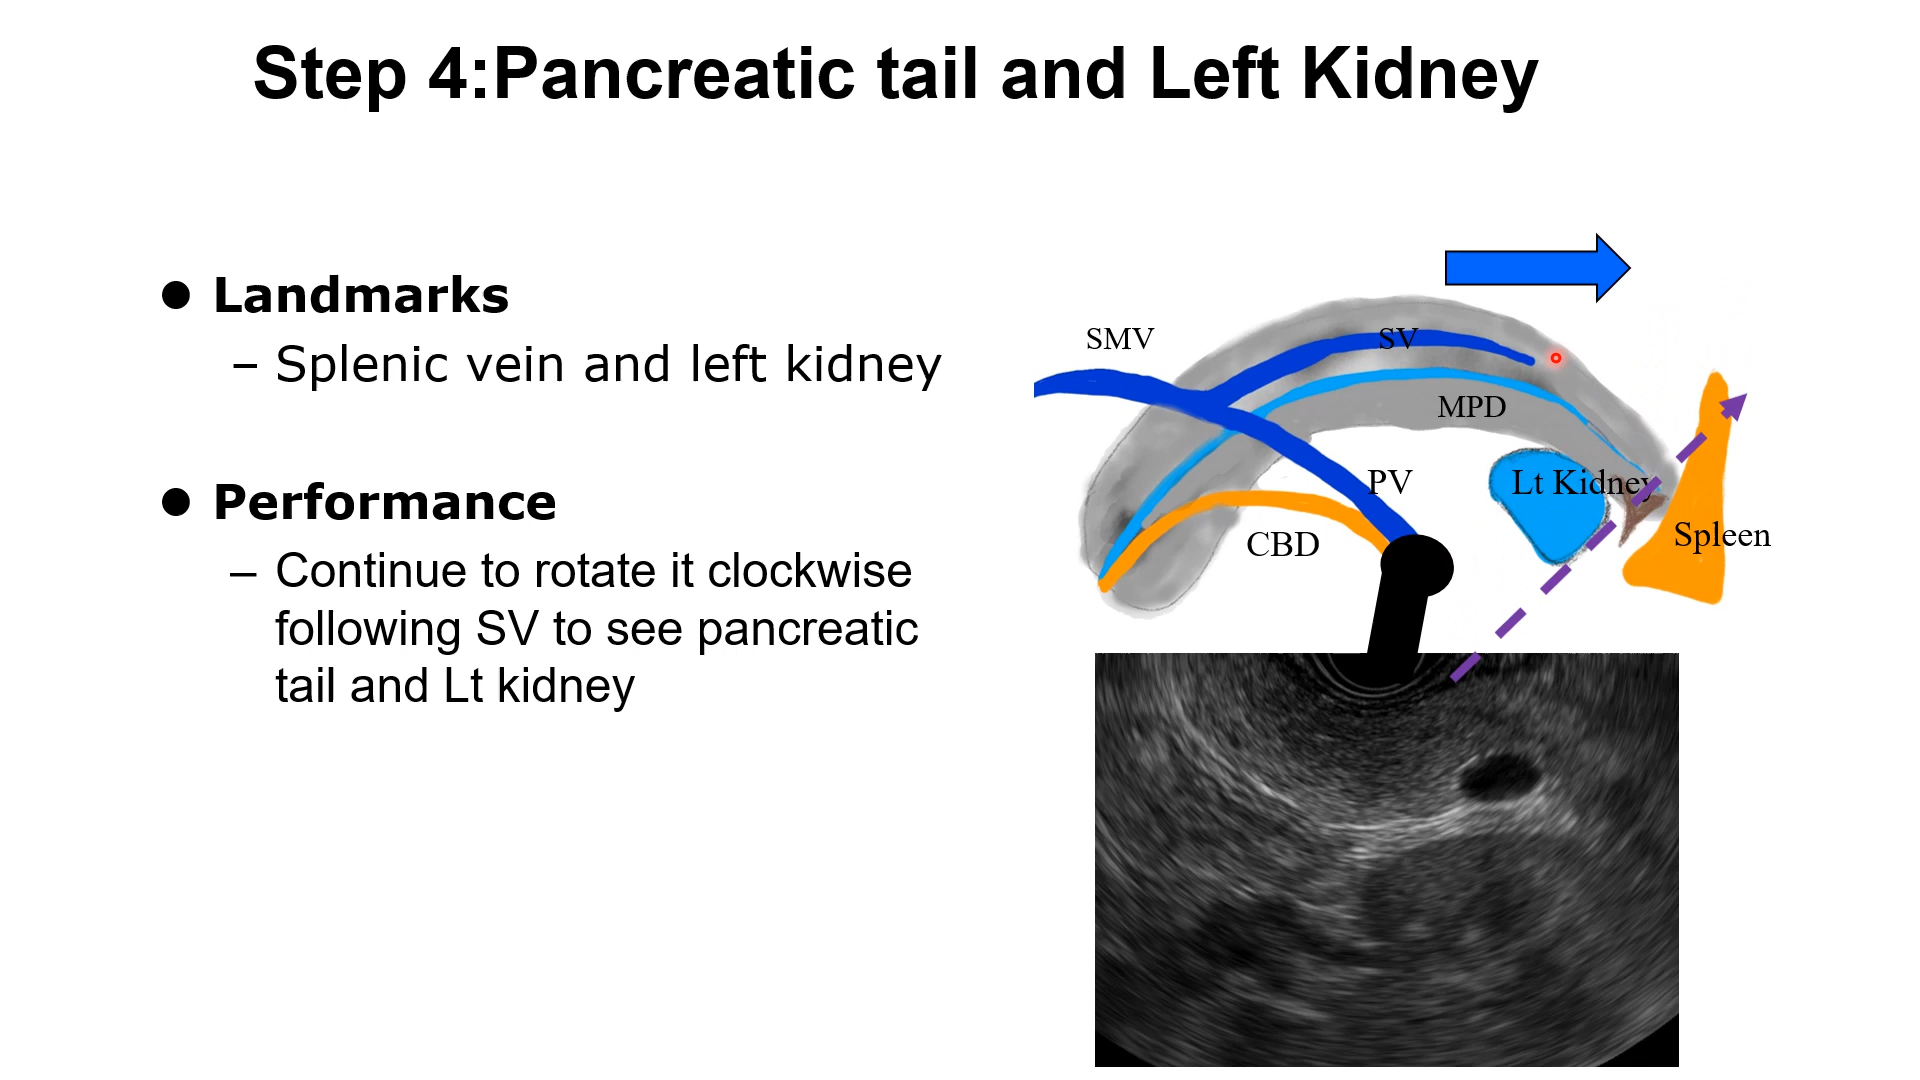 Step 4:Pancreatic tail and Left Kidney
● Landmarks
– Splenic vein and left kidney
● Performance
– Continue to rotate it clockwise
following SV to see pancreatic
tail and Lt kidney
SMV
SV
MPD
PV
Lt Kidney
CBD
Spleen